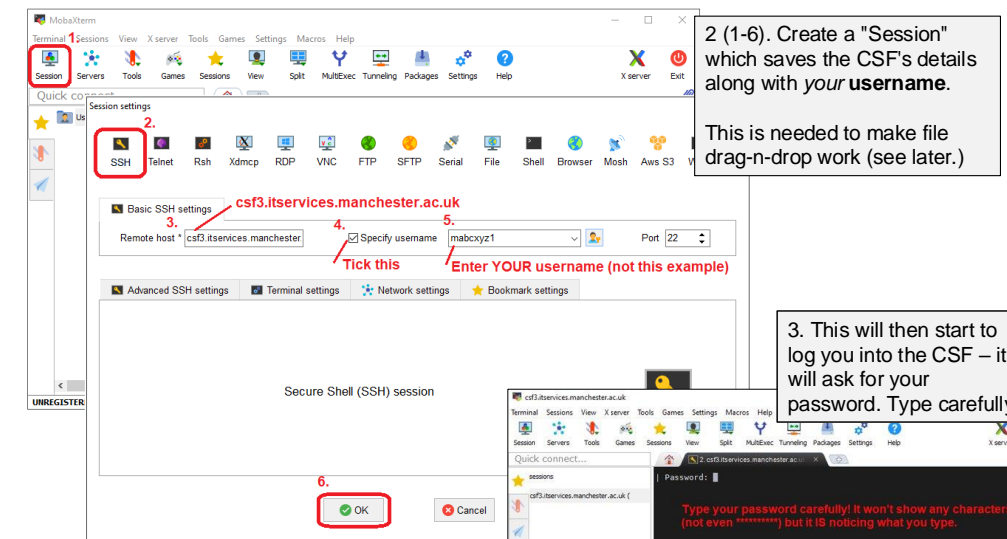 MobaXterm
Terminal 1. Sessions View X server Tools Games Settings Macros Help
Session Servers Tools Games Sessions View Split MultiExec Tunneling Packages Settings Help X server Exit
Quick connect...
Session settings
2.
SSH Telnet Rsh Xdmcp RDP VNC FTP SFTP Serial File Shell Browser Mosh Aws S3
Basic SSH settings
csf3.itservices.manchester.ac.uk
3. 4. 5.
Remote host * csf3.itservices.manchester. Specify username mabcxyz1 Port 22
Tick this Enter YOUR username (not this example)
Advanced SSH settings Terminal settings Network settings Bookmark settings
Secure Shell (SSH) session
UNREGISTER
6.
OK Cancel
2 (1-6). Create a "Session"
which saves the CSF's details
along with your username.
This is needed to make file
drag-n-drop work (see later.)
3. This will then start to
log you into the CSF – it
will ask for your
password. Type carefully
csf3.itservices.manchester.ac.uk
Terminal Sessions View X server Tools Games Settings Macros Help
Session Servers Tools Games Sessions View Split MultiExec Tunneling Packages Settings Help X serv
Quick connect... 2. csf3.itservices.manchester.ac.u
sessions
csf3.itservices.manchester.ac.uk (
Password:
Type your password carefully! It won't show any character
(not even **********) but it IS noticing what you type.